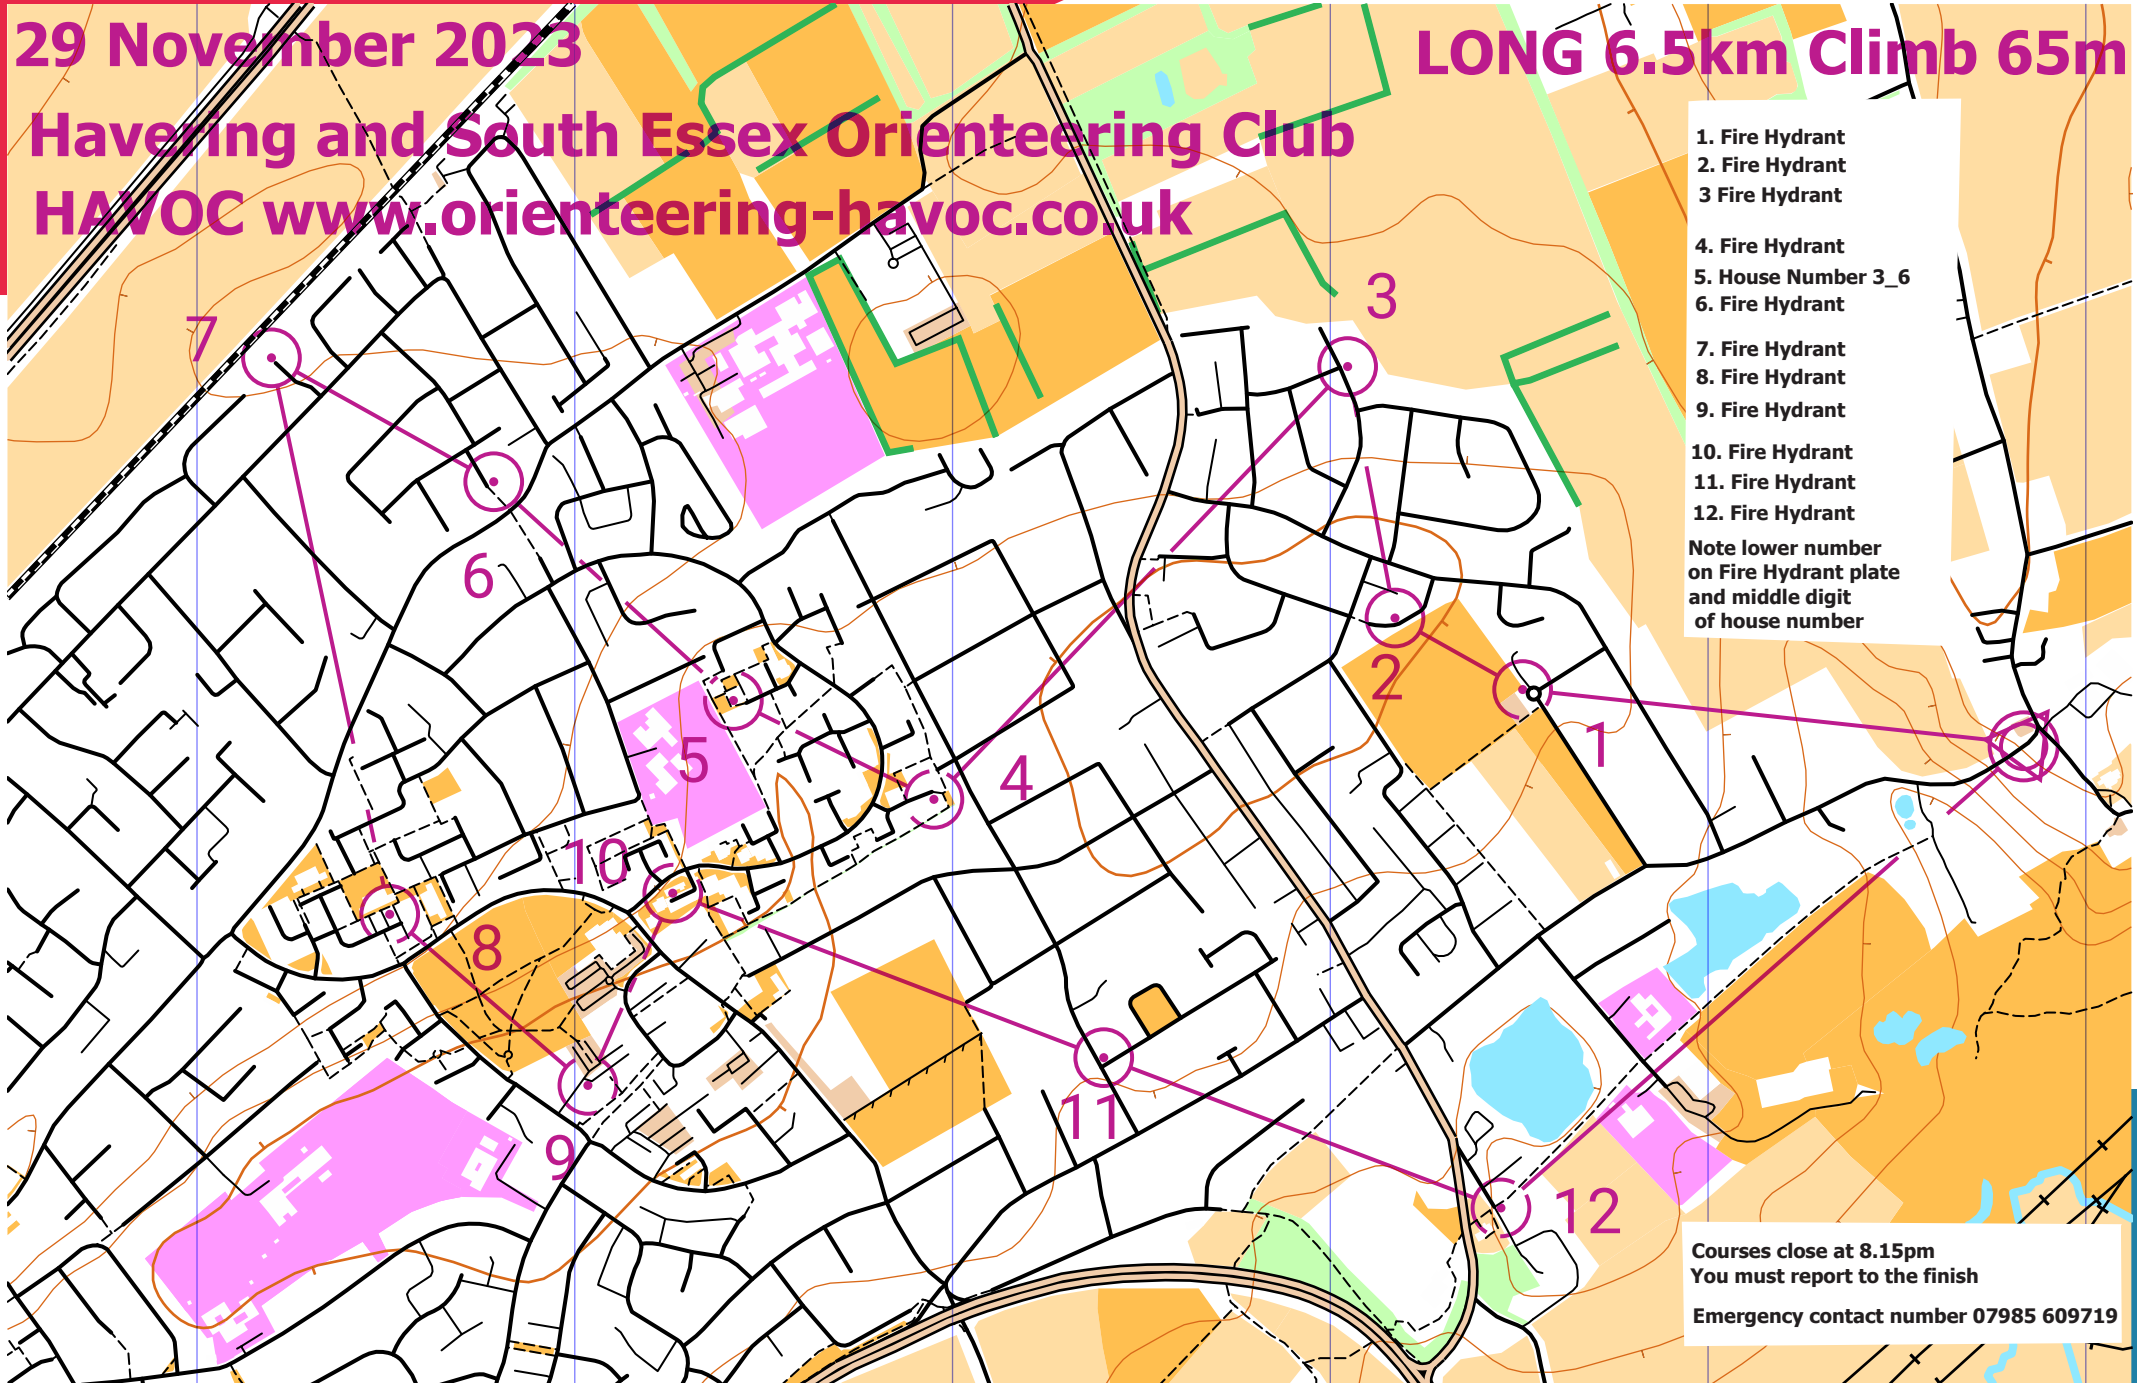 29 November 2023
LONG 6.5km Climb 65m
Havering and South Essex Orienteering Club
HAVOC www.orienteering-havoc.co.uk
1. Fire Hydrant
2. Fire Hydrant
3 Fire Hydrant
4. Fire Hydrant
5. House Number 3_6
6. Fire Hydrant
7. Fire Hydrant
8. Fire Hydrant
9. Fire Hydrant
10. Fire Hydrant
11. Fire Hydrant
12. Fire Hydrant
Note lower number
on Fire Hydrant plate
and middle digit
of house number
3
7
6
2
1
5
4
10
8
11
9
12
Courses close at 8.15pm
You must report to the finish
Emergency contact number 07985 609719